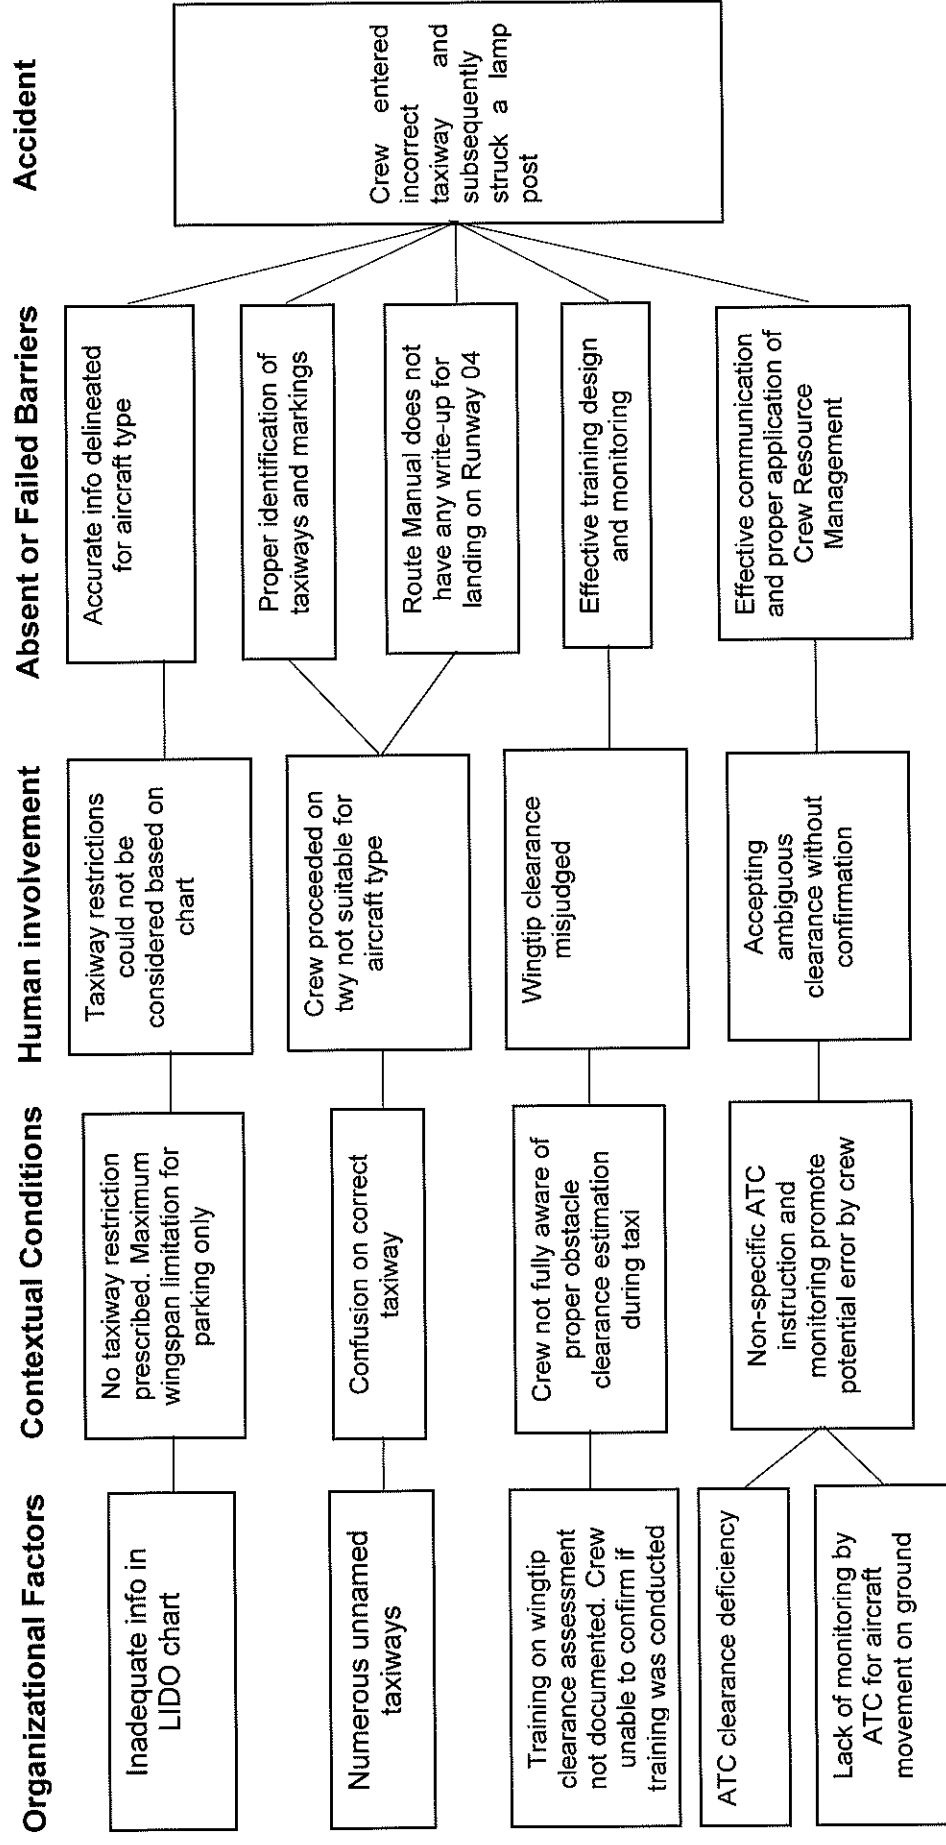 Organizational Factors
Contextual Conditions
Human involvement
Absent or Failed Barriers
Accident
Inadequate info in
LIDO chart
No taxiway restriction
prescribed. Maximum
wingspan limitation for
parking only
Taxiway restrictions
could not be
considered based on
chart
Accurate info delineated
for aircraft type
Numerous unnamed
taxiways
Confusion on correct
taxiway
Crew proceeded on
twy not suitable for
aircraft type
Proper identification of
taxiways and markings
Route Manual does not
have any write-up for
landing on Runway 04
Training on wingtip
clearance assessment
not documented. Crew
unable to confirm if
training was conducted
Crew not fully aware of
proper obstacle
clearance estimation
during taxi
Wingtip clearance
misjudged
Effective training design
and monitoring
ATC clearance deficiency
Lack of monitoring by
ATC for aircraft
movement on ground
Non-specific ATC
instruction and
monitoring promote
potential error by crew
Accepting
ambiguous
clearance without
confirmation
Effective communication
and proper application of
Crew Resource
Management
Crew entered
incorrect
taxiway and
subsequently
struck a lamp
post